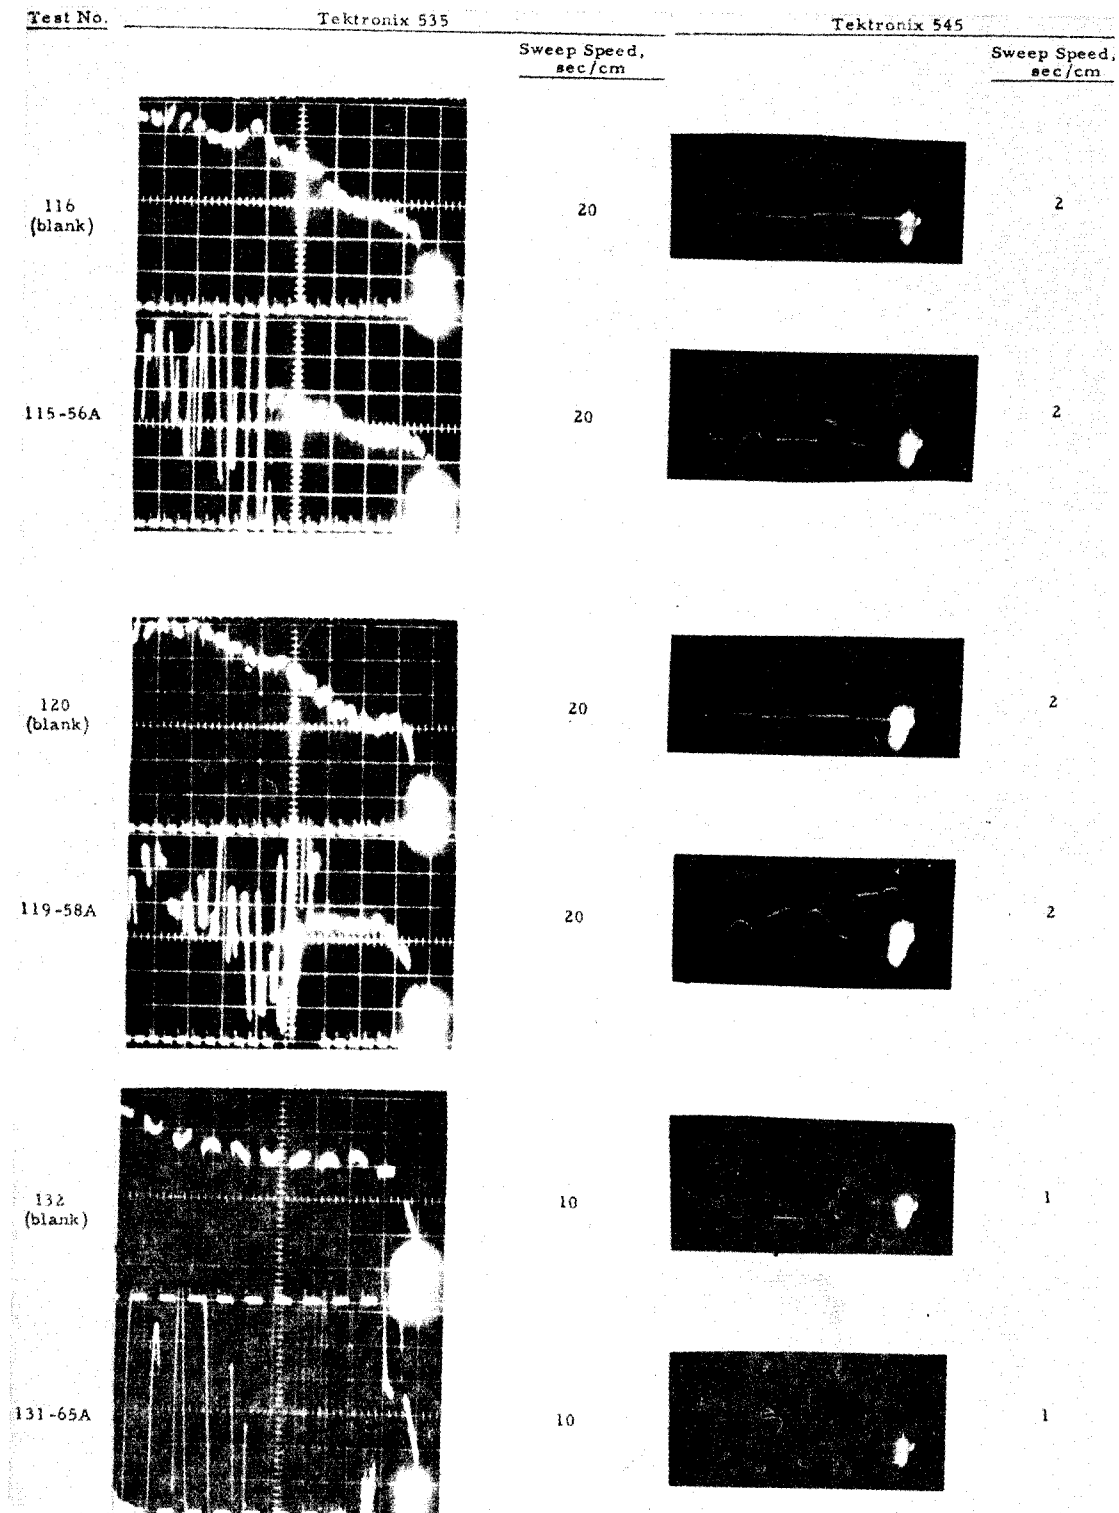 Test No. Tektronix 535 Tektronix 545
Sweep Speed, sec/cm Sweep Speed, sec/cm
116 (blank) 20 2
115-56A 20 2
120 (blank) 20 2
119-58A 20 2
132 (blank) 10 1
131-65A 10 1